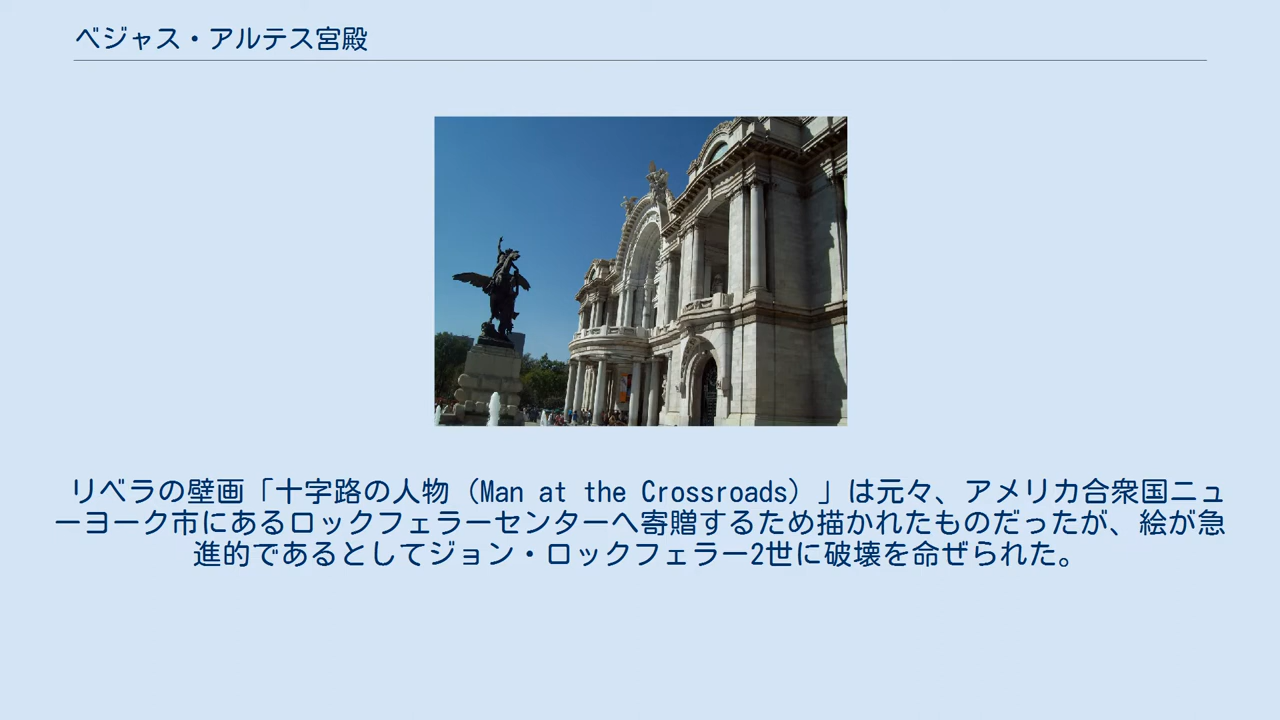 ベジャス・アルテス宮殿
リベラの壁画「十字路の人物（Man at the Crossroads）」は元々、アメリカ合衆国ニュ
ーヨーク市にあるロックフェラーセンターへ寄贈するため描かれたものだったが、絵が急
進的であるとしてジョン・ロックフェラー2世に破壊を命ぜられた。